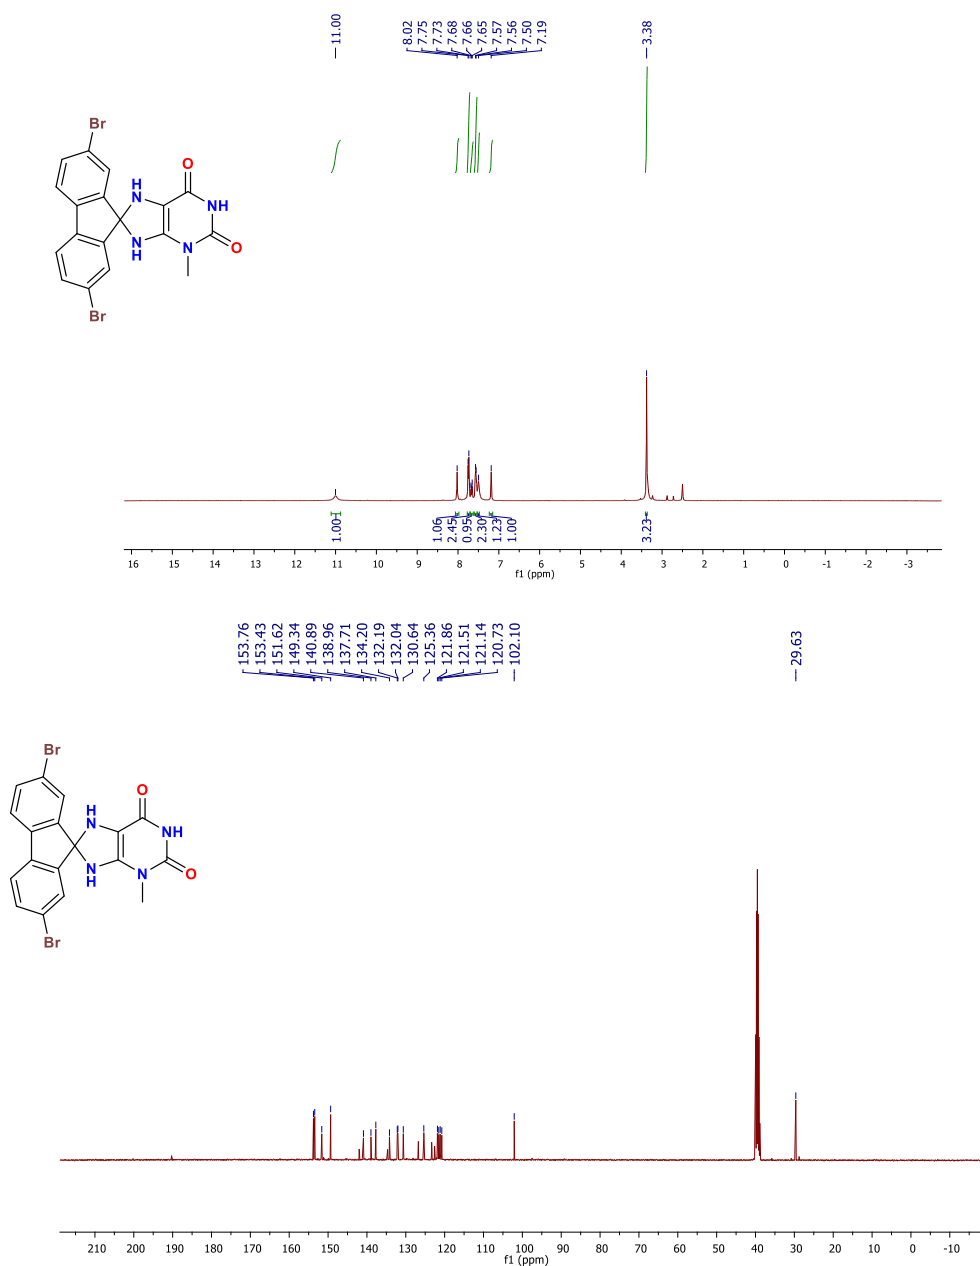 11.00
8.02
7.75
7.73
7.68
7.66
7.65
7.57
7.56
7.50
7.19
3.38
Br
O
H
N
NH
N
H
N
O
Br
1.00
1.06
2.45
0.95
2.30
1.23
1.00
3.23
16 15 14 13 12 11 10 9 8 7 6 5 4 3 2 1 0 -1 -2 -3
f1 (ppm)
153.76
153.43
151.62
149.34
140.89
138.96
137.71
134.20
132.19
132.04
130.64
125.36
121.86
121.51
121.14
120.73
102.10
29.63
Br
O
H
N
NH
N
H
N
O
Br
210 200 190 180 170 160 150 140 130 120 110 100 90 80 70 60 50 40 30 20 10 0 -10
f1 (ppm)